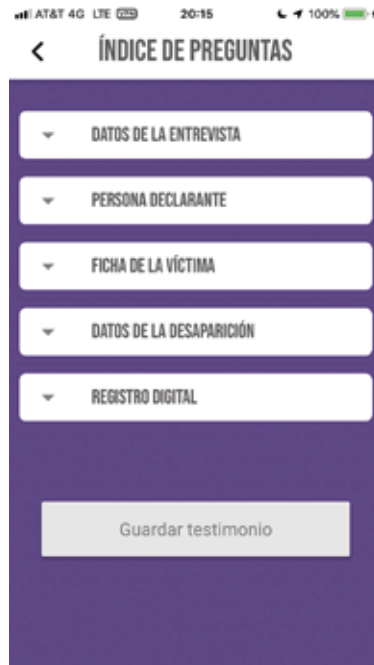 AT&T 4G LTE VPN 20:15 100%
ÍNDICE DE PREGUNTAS
DATOS DE LA ENTREVISTA
PERSONA DECLARANTE
FICHA DE LA VÍCTIMA
DATOS DE LA DESAPARICIÓN
REGISTRO DIGITAL
Guardar testimonio